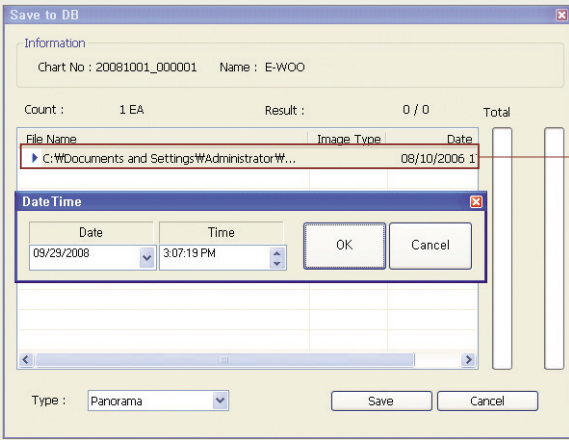 Save to DB
Information
Chart No : 20081001_000001 Name : E-WOO
Count : 1 EA Result : 0 / 0 Total
File Name Image Type Date
C:₩Documents and Settings₩Administrator₩... 08/10/2006 1
DateTime
Date Time
09/29/2008 3:07:19 PM OK Cancel
Type : Panorama Save Cancel